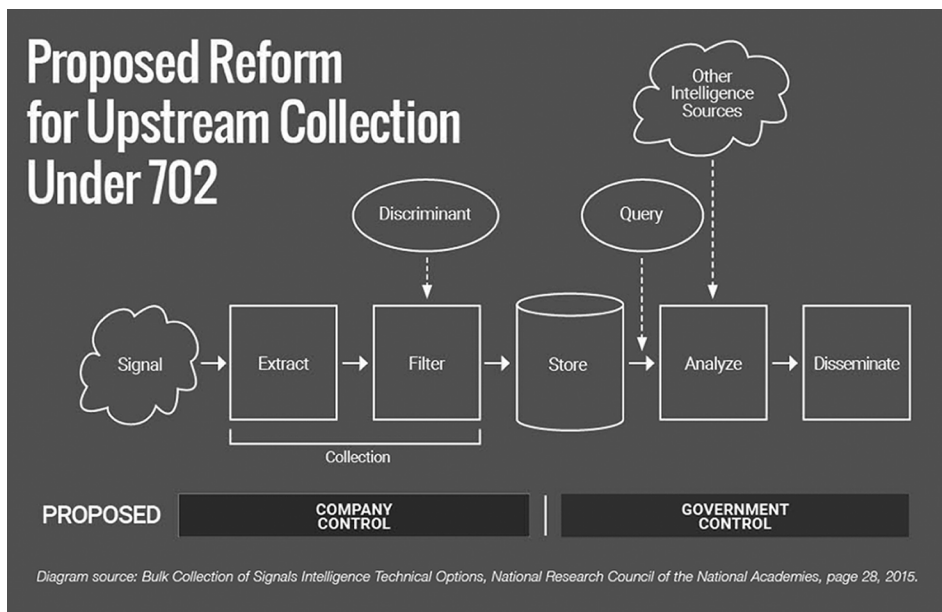 Proposed Reform
for Upstream Collection
Under 702
Other
Intelligence
Sources
Discriminant
Query
Signal
Extract
Filter
Store
Analyze
Disseminate
Collection
PROPOSED
COMPANY
CONTROL
GOVERNMENT
CONTROL
Diagram source: Bulk Collection of Signals Intelligence Technical Options, National Research Council of the National Academies, page 28, 2015.